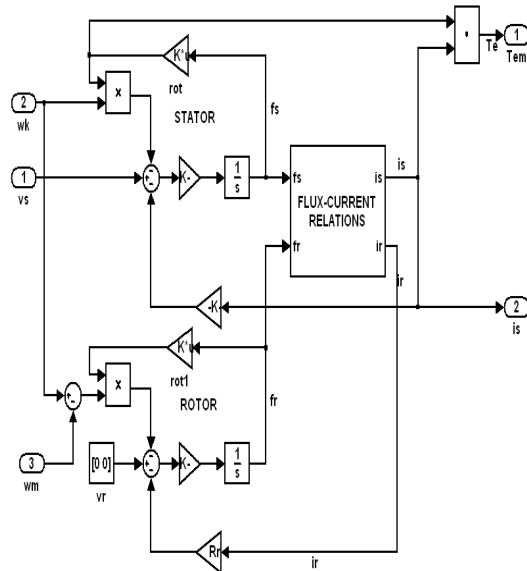 1
Te
Tem
K*u
rot
2
wk
x
STATOR
fs
1
vs
K-
1
s
fs
is
FLUX-CURRENT
RELATIONS
fr
ir
is
ir
-K-
2
is
K*u
rot1
x
ROTOR
fr
3
wm
[0 0]
vr
K-
1
s
Rr
ir